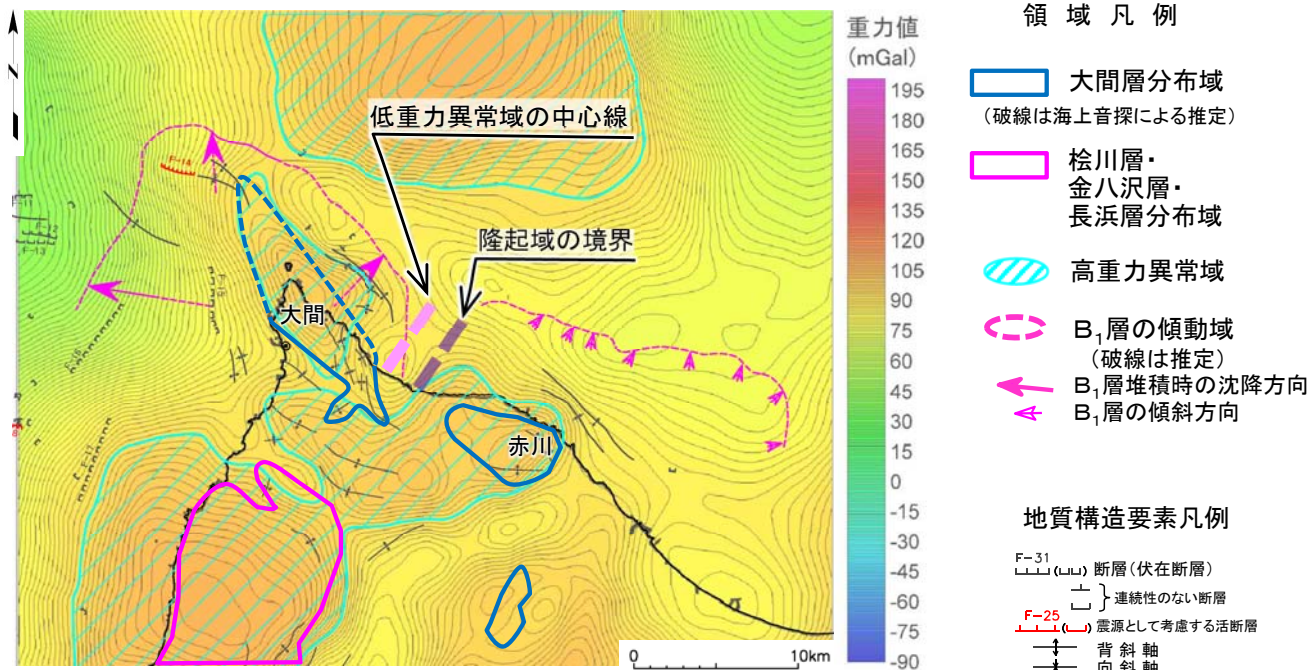 N
低重力異常域の中心線
隆起域の境界
F-14
F-12
F-13
F-15
F-16
F-17
大間
赤川
0 10km
重力値
(mGal)
195
180
165
150
135
120
105
90
75
60
45
30
15
0
-15
-30
-45
-60
-75
-90
領域凡例
大間層分布域
(破線は海上音探による推定)
桧川層・
金八沢層・
長浜層分布域
高重力異常域
B₁層の傾動域
(破線は推定)
B₁層堆積時の沈降方向
B₁層の傾斜方向
地質構造要素凡例
F-31
断層(伏在断層)
連続性のない断層
F-25
震源として考慮する活断層
背斜軸
向斜軸